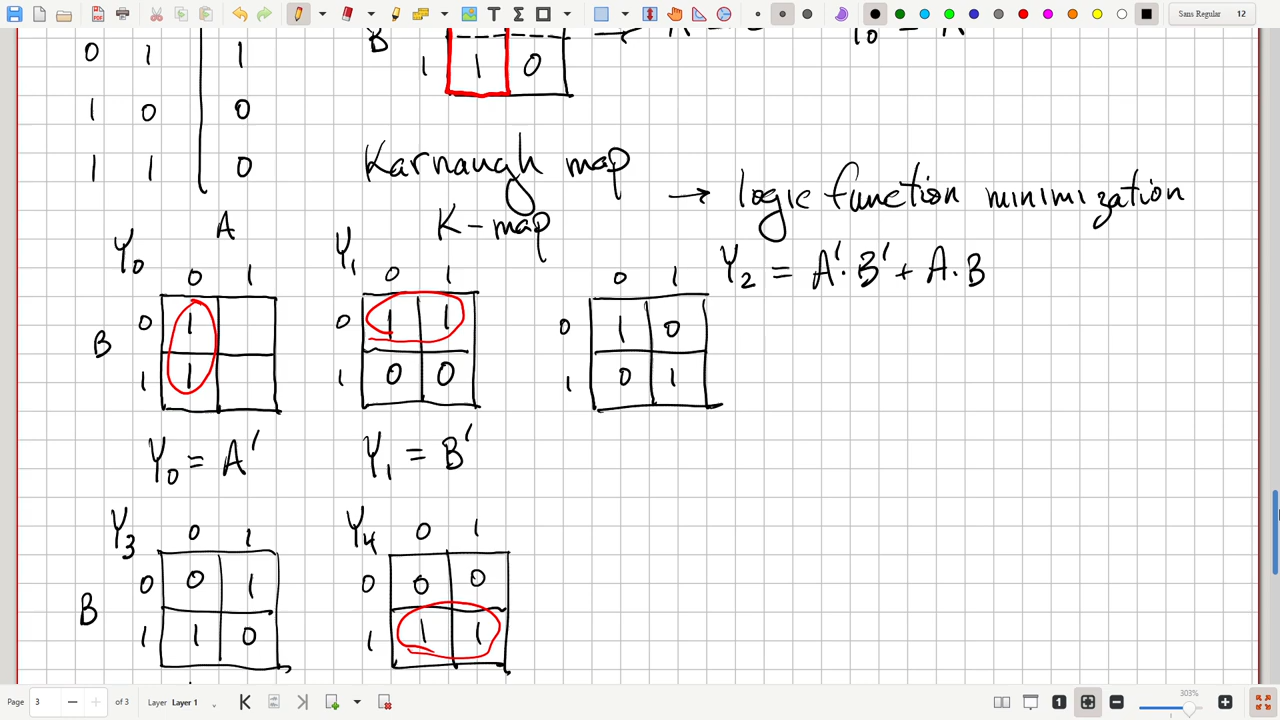 Sans Regular 12
0 1 1
B
1 1 0
1 0 0
1 1 0
Karnaugh map
K-map
→ logic function minimization
A
Y0
0 1
B 0 1
1 1
Y0 = A'
Y1
0 1
0 1 1
1 0 0
Y1 = B'
Y2 = A'·B' + A·B
0 1
0 1 0
1 0 1
Y3
0 1
0 0 1
B
1 1 0
Y4
0 1
0 0 0
1 1 1
Page 3 of 3 Layer Layer 1 1 303%